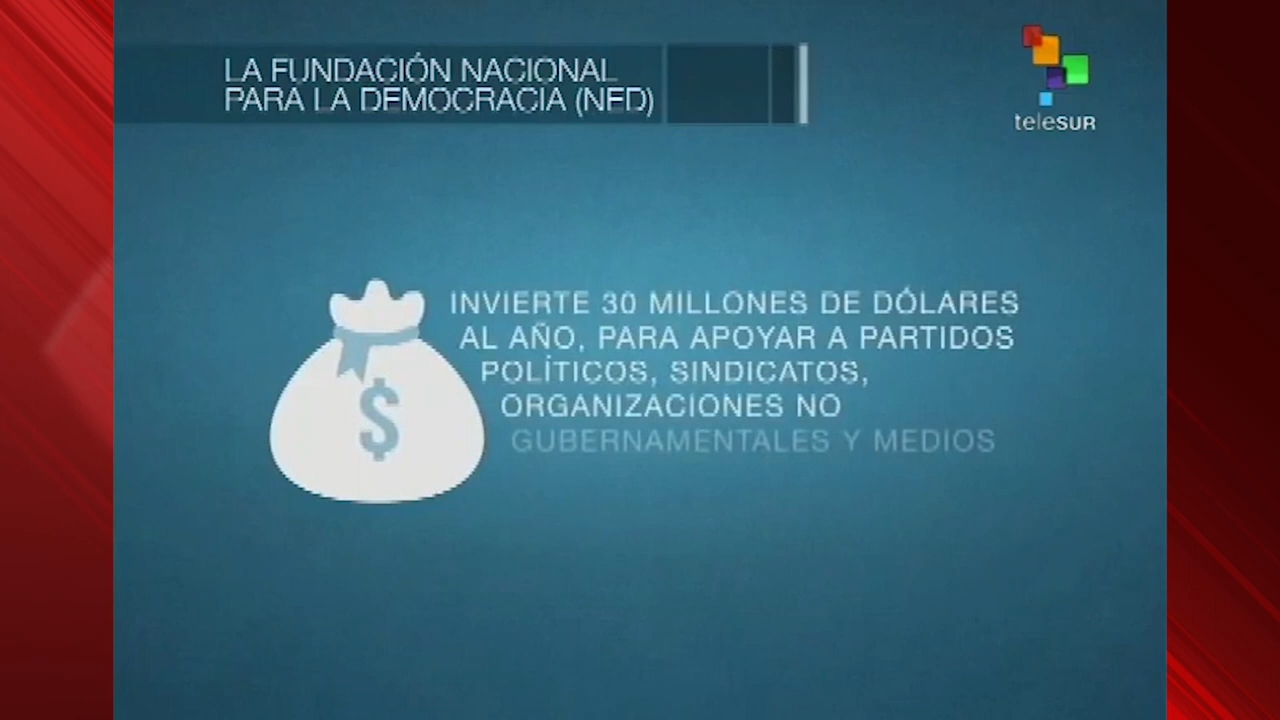 LA FUNDACIÓN NACIONAL
PARA LA DEMOCRACIA (NED)
teleSUR
INVIERTE 30 MILLONES DE DÓLARES
AL AÑO, PARA APOYAR A PARTIDOS
POLÍTICOS, SINDICATOS,
ORGANIZACIONES NO
GUBERNAMENTALES Y MEDIOS
$